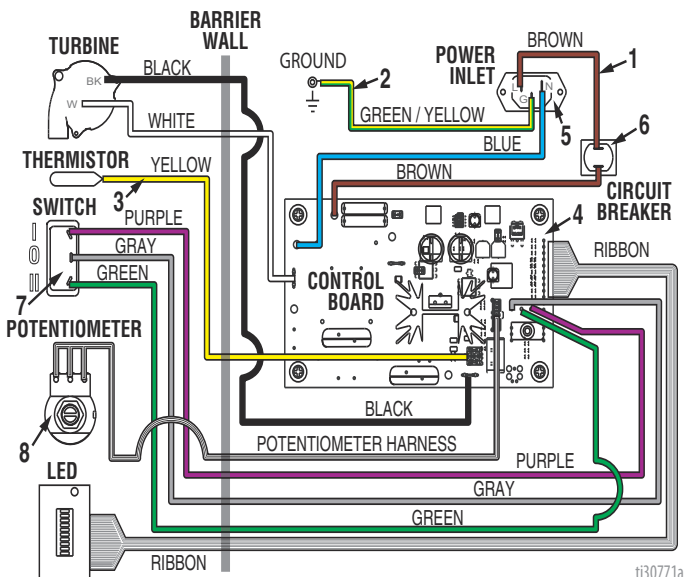 BARRIER
WALL
TURBINE
BK
BLACK
W
WHITE
GROUND
2
GREEN / YELLOW
POWER
INLET
L
N
G
BROWN
1
5
6
BLUE
BROWN
CIRCUIT
BREAKER
THERMISTOR
YELLOW
3
SWITCH
I
O
II
7
PURPLE
GRAY
GREEN
4
RIBBON
CONTROL
BOARD
POTENTIOMETER
8
BLACK
POTENTIOMETER HARNESS
PURPLE
GRAY
GREEN
LED
RIBBON
ti30771a